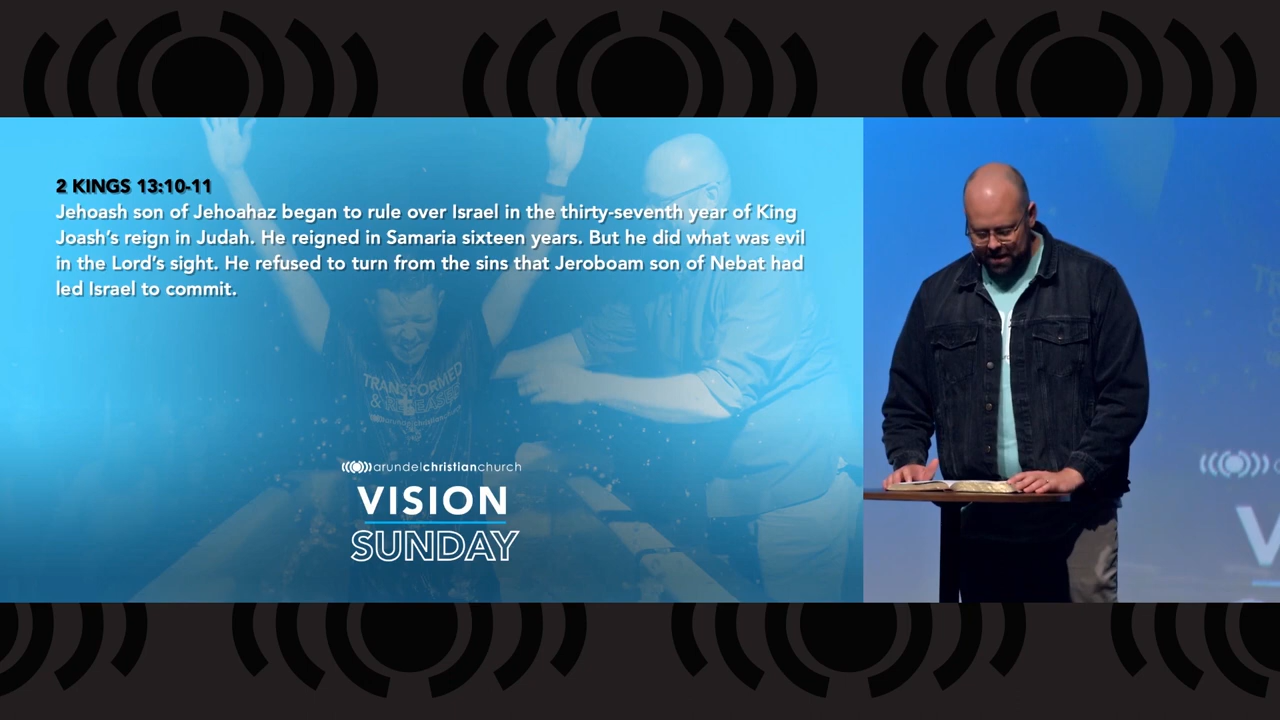 2 KINGS 13:10-11
Jehoash son of Jehoahaz began to rule over Israel in the thirty-seventh year of King
Joash’s reign in Judah. He reigned in Samaria sixteen years. But he did what was evil
in the Lord’s sight. He refused to turn from the sins that Jeroboam son of Nebat had
led Israel to commit.
TRANSFORMED
& RELEASED
arundelchristianchurch
VISION
SUNDAY
V